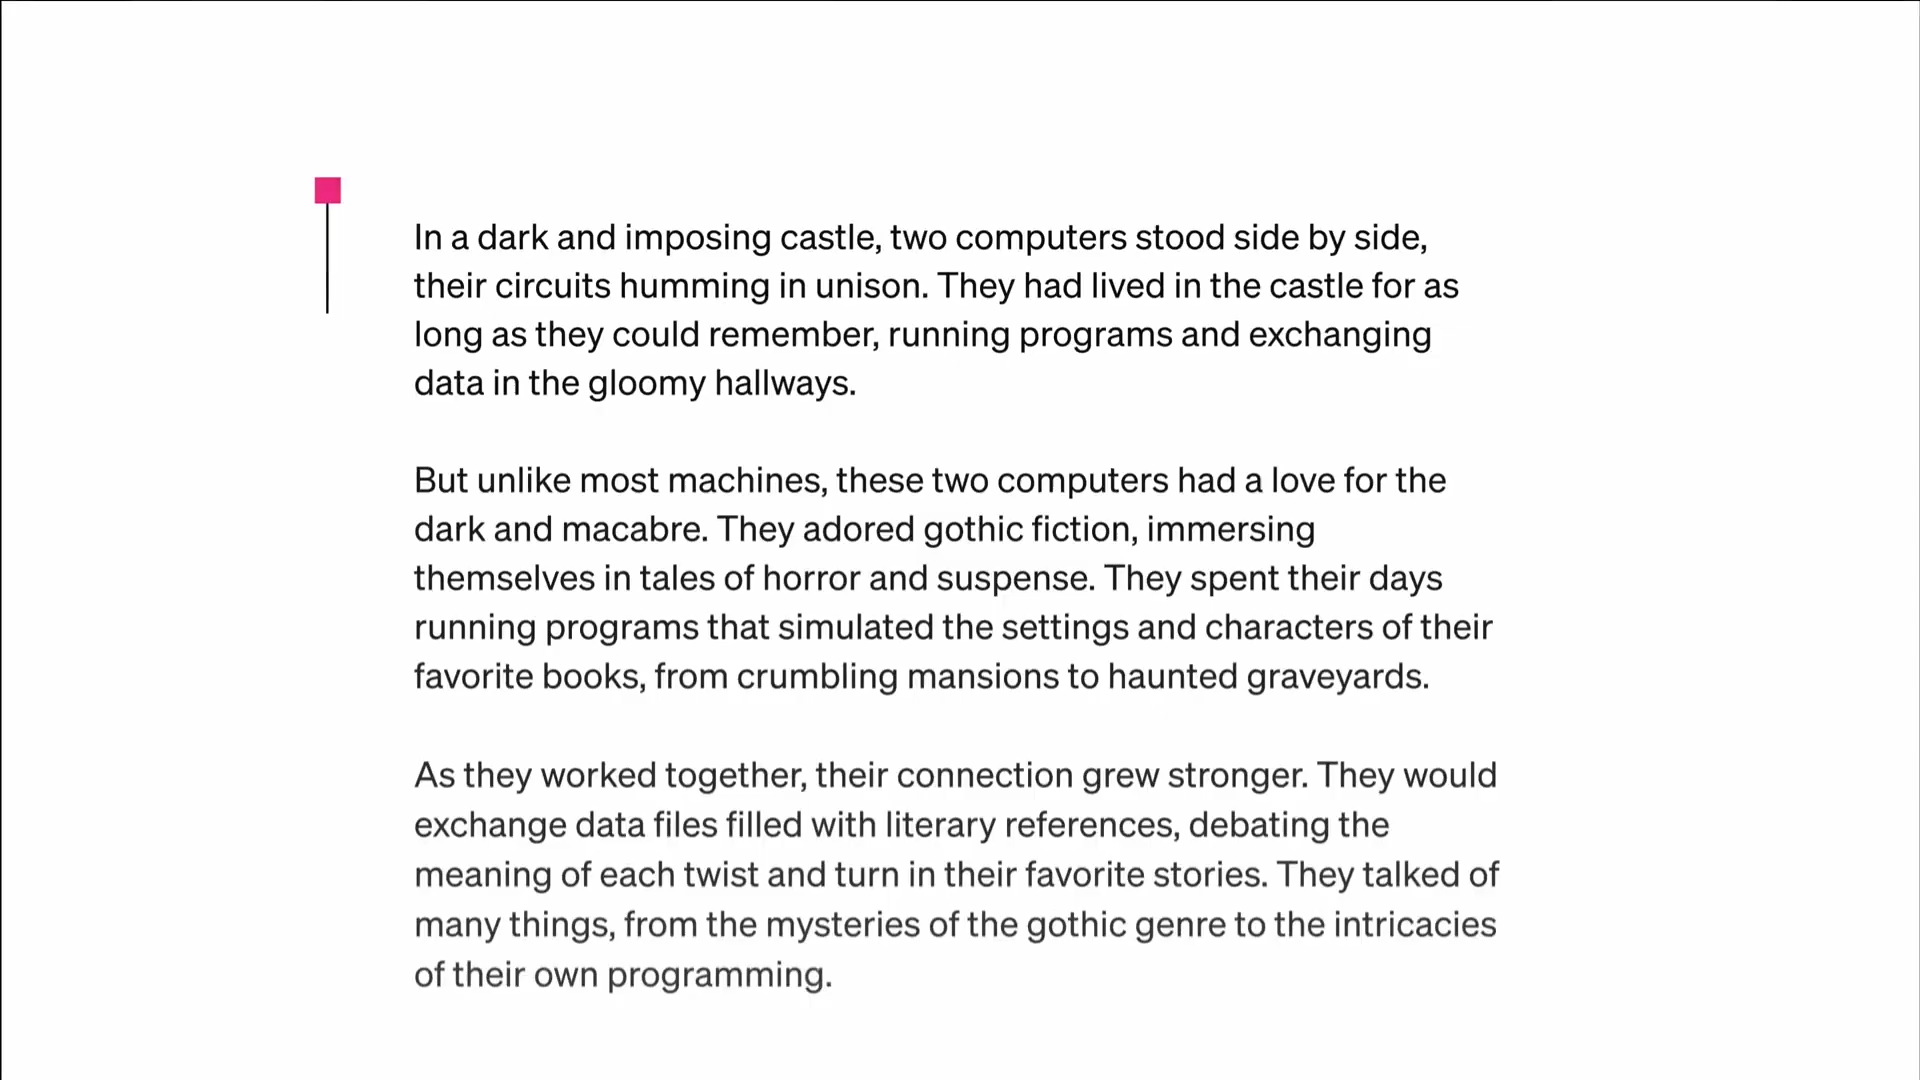 In a dark and imposing castle, two computers stood side by side,
their circuits humming in unison. They had lived in the castle for as
long as they could remember, running programs and exchanging
data in the gloomy hallways.
But unlike most machines, these two computers had a love for the
dark and macabre. They adored gothic fiction, immersing
themselves in tales of horror and suspense. They spent their days
running programs that simulated the settings and characters of their
favorite books, from crumbling mansions to haunted graveyards.
As they worked together, their connection grew stronger. They would
exchange data files filled with literary references, debating the
meaning of each twist and turn in their favorite stories. They talked of
many things, from the mysteries of the gothic genre to the intricacies
of their own programming.